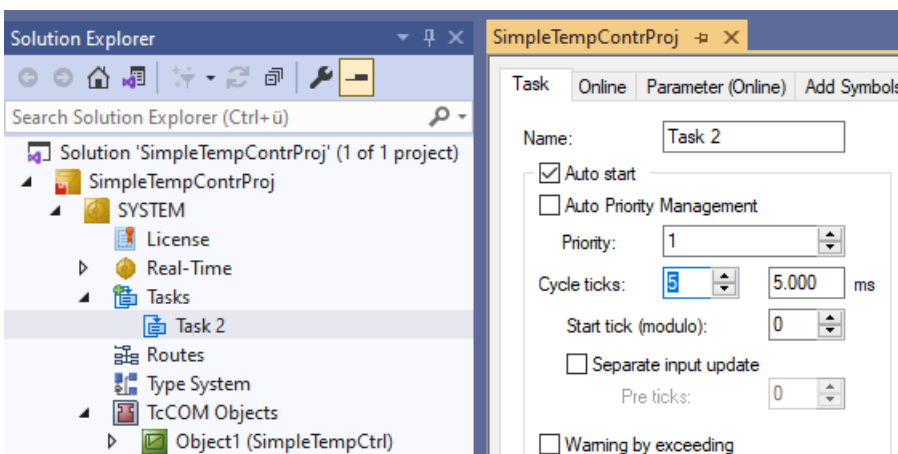 Solution Explorer
Search Solution Explorer (Ctrl+ü)
Solution 'SimpleTempContrProj' (1 of 1 project)
SimpleTempContrProj
SYSTEM
License
Real-Time
Tasks
Task 2
Routes
Type System
TcCOM Objects
Object1 (SimpleTempCtrl)
SimpleTempContrProj
Task Online Parameter (Online) Add Symbols
Name: Task 2
Auto start
Auto Priority Management
Priority: 1
Cycle ticks: 5 5.000 ms
Start tick (modulo): 0
Separate input update
Pre ticks: 0
Warning by exceeding